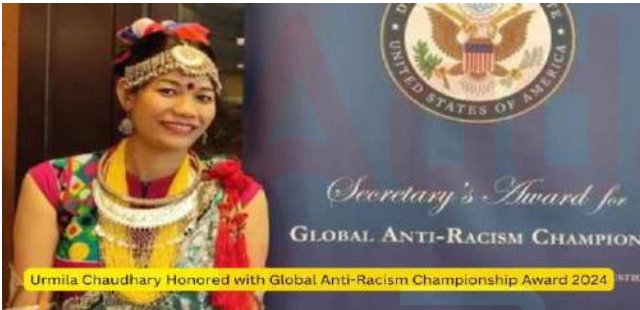 UNITED STATES OF AMERICA
Secretary's Award for
GLOBAL ANTI-RACISM CHAMPION
Urmila Chaudhary Honored with Global Anti-Racism Championship Award 2024